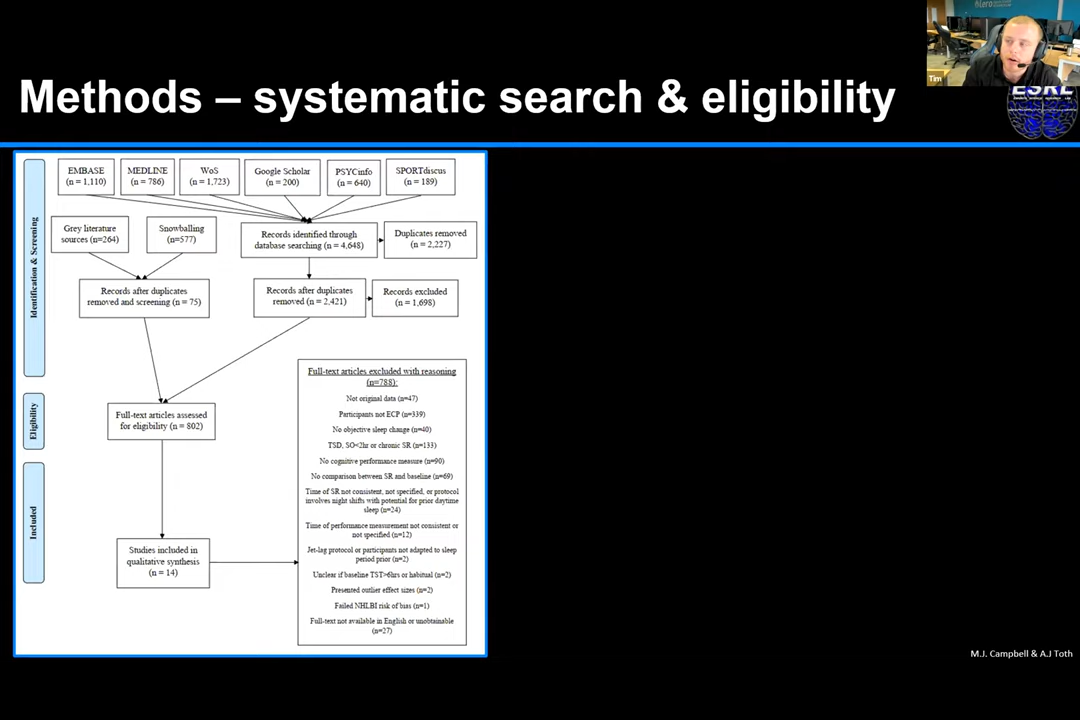 Methods – systematic search & eligibility
Tim
Lero
ESRL
Identification & Screening
EMBASE
(n = 1,110)
MEDLINE
(n = 786)
WoS
(n = 1,723)
Google Scholar
(n = 200)
PSYCinfo
(n = 640)
SPORTdiscus
(n = 189)
Grey literature
sources (n=264)
Snowballing
(n=577)
Records identified through
database searching (n = 4,648)
Duplicates removed
(n = 2,227)
Records after duplicates
removed and screening (n = 75)
Records after duplicates
removed (n = 2,421)
Records excluded
(n = 1,698)
Eligibility
Full-text articles assessed
for eligibility (n = 802)
Included
Studies included in
qualitative synthesis
(n = 14)
Full-text articles excluded with reasoning
(n=788):
Not original data (n=47)
Participants not ECP (n=339)
No objective sleep change (n=40)
TSD, SO<2hr or chronic SR (n=133)
No cognitive performance measure (n=90)
No comparison between SR and baseline (n=69)
Time of SR not consistent, not specified, or protocol
involves night shifts with potential for prior daytime
sleep (n=24)
Time of performance measurement not consistent or
not specified (n=12)
Jet-lag protocol or participants not adapted to sleep
period prior (n=2)
Unclear if baseline TST>6hrs or habitual (n=2)
Presented outlier effect sizes (n=2)
Failed NHLBI risk of bias (n=1)
Full-text not available in English or unobtainable
(n=27)
M.J. Campbell & A.J Toth